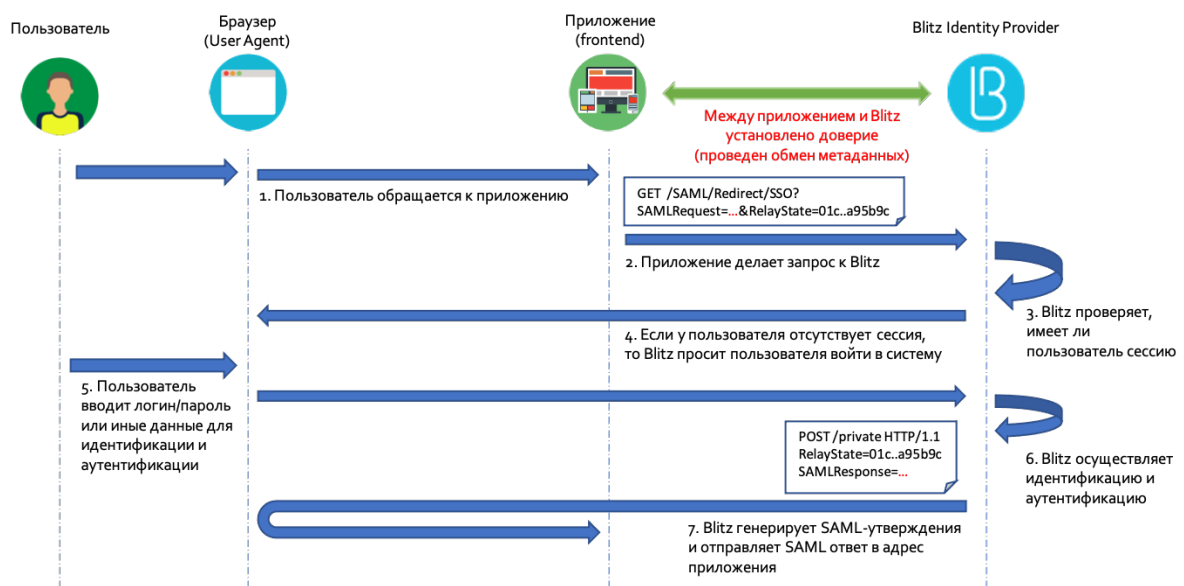 Пользователь
Браузер
(User Agent)
Приложение
(frontend)
Blitz Identity Provider
Между приложением и Blitz
установлено доверие
(проведен обмен метаданных)
1. Пользователь обращается к приложению
GET /SAML/Redirect/SSO?
SAMLRequest=...&RelayState=01c..a95b9c
2. Приложение делает запрос к Blitz
3. Blitz проверяет,
имеет ли
пользователь сессию
4. Если у пользователя отсутствует сессия,
то Blitz просит пользователя войти в систему
5. Пользователь
вводит логин/пароль
или иные данные для
идентификации и
аутентификации
POST /private HTTP/1.1
RelayState=01c..a95b9c
SAMLResponse=...
6. Blitz осуществляет
идентификацию и
аутентификацию
7. Blitz генерирует SAML-утверждения
и отправляет SAML ответ в адрес
приложения